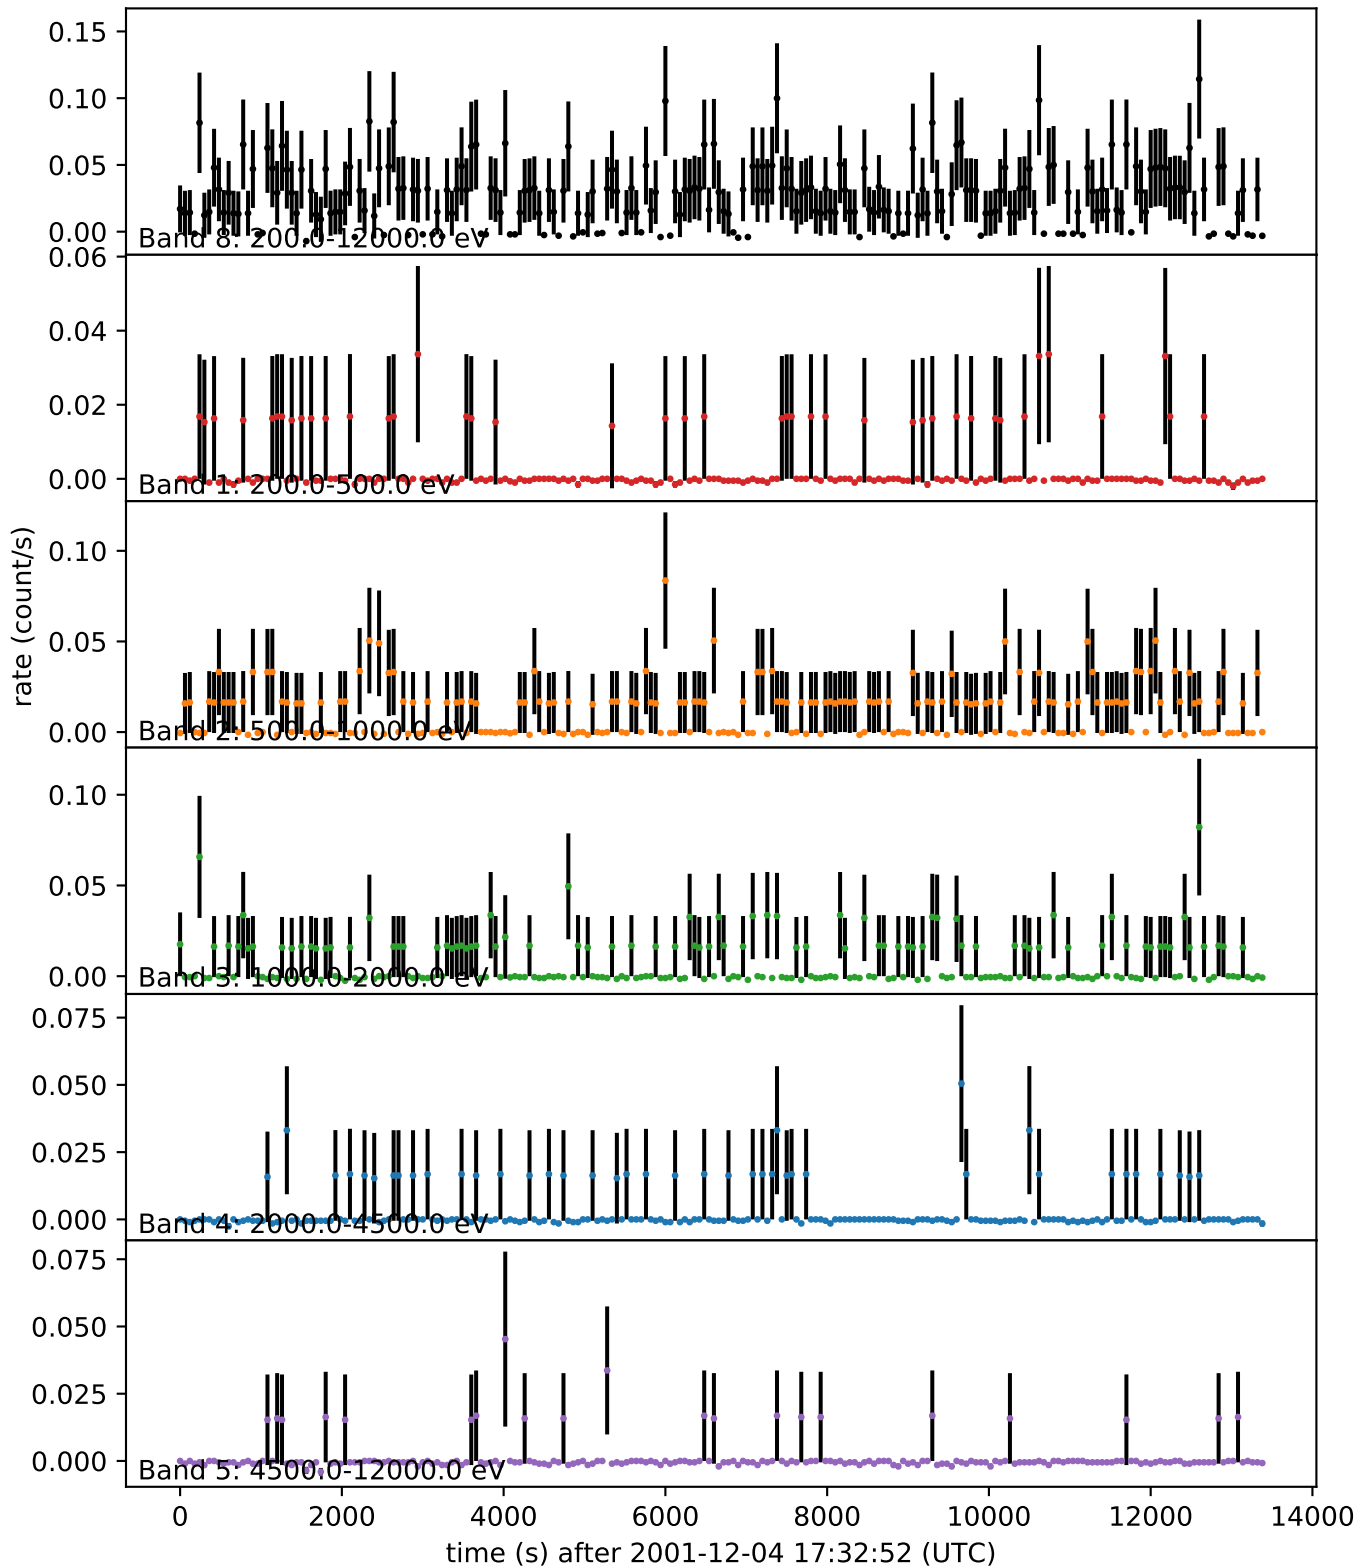 0.15
0.10
0.05
0.00
Band 8: 200.0-12000.0 eV
0.06
0.04
0.02
0.00
Band 1: 200.0-500.0 eV
rate (count/s)
0.10
0.05
0.00
Band 2: 500.0-1000.0 eV
0.10
0.05
0.00
Band 3: 1000.0-2000.0 eV
0.075
0.050
0.025
0.000
Band 4: 2000.0-4500.0 eV
0.075
0.050
0.025
0.000
Band 5: 4500.0-12000.0 eV
0 2000 4000 6000 8000 10000 12000 14000
time (s) after 2001-12-04 17:32:52 (UTC)